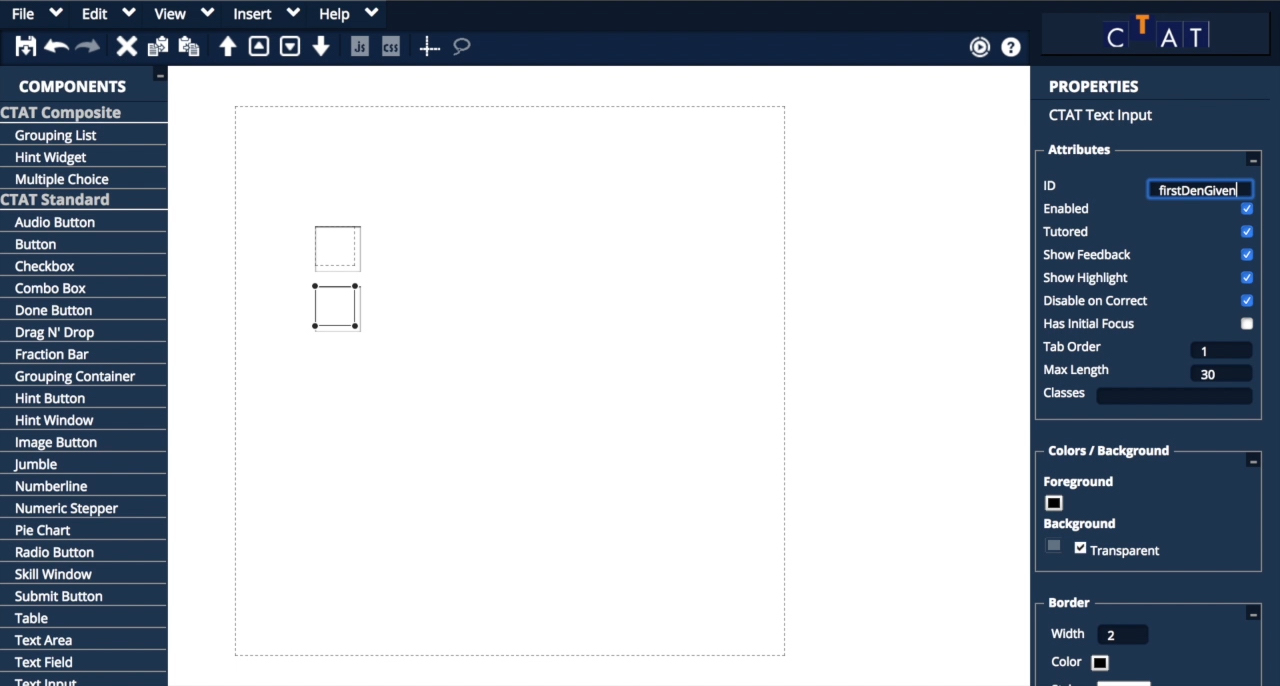 File Edit View Insert Help
Js css
C T A T
COMPONENTS
CTAT Composite
Grouping List
Hint Widget
Multiple Choice
CTAT Standard
Audio Button
Button
Checkbox
Combo Box
Done Button
Drag N' Drop
Fraction Bar
Grouping Container
Hint Button
Hint Window
Image Button
Jumble
Numberline
Numeric Stepper
Pie Chart
Radio Button
Skill Window
Submit Button
Table
Text Area
Text Field
Text Input
PROPERTIES
CTAT Text Input
Attributes
ID firstDenGiven
Enabled
Tutored
Show Feedback
Show Highlight
Disable on Correct
Has Initial Focus
Tab Order 1
Max Length 30
Classes
Colors / Background
Foreground
Background
Transparent
Border
Width 2
Color